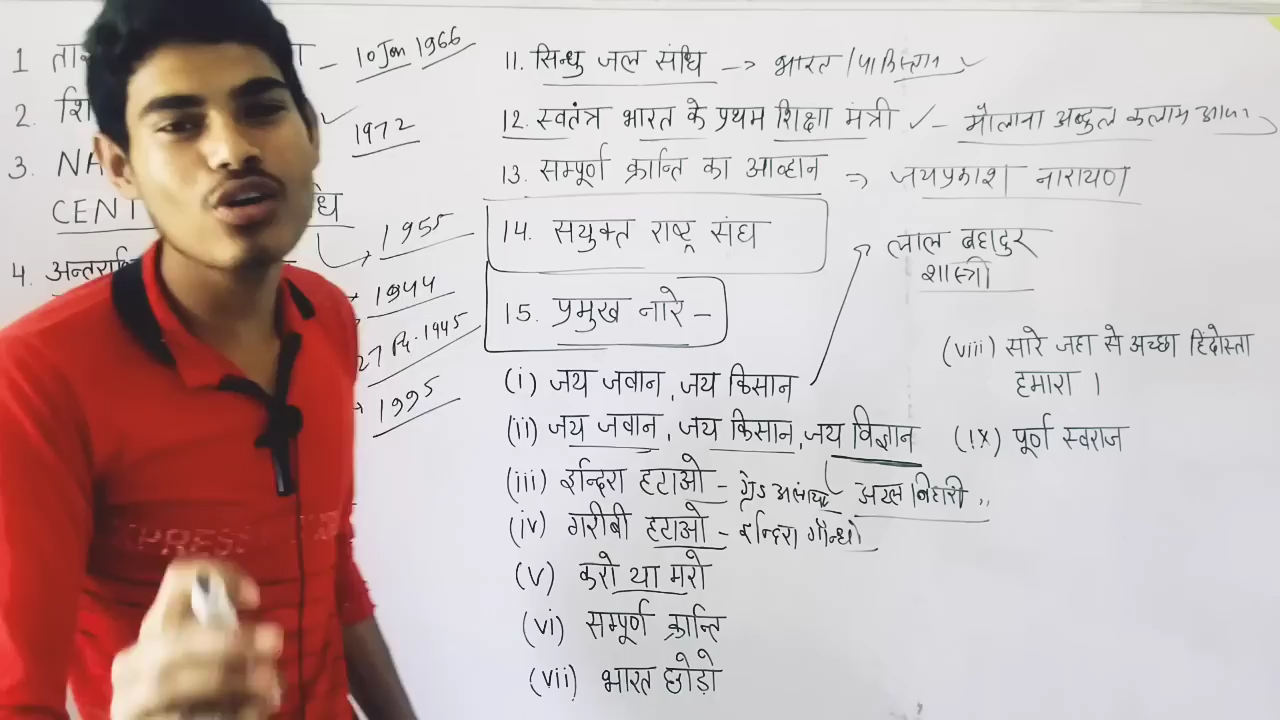 1 – 10 Jan 1966
2. 1972
3. NA
CENT धि 1955
4. अन्तर्रा
1944
27 1945
1995
11. सिन्धु जल संधि → भारत/पाकिस्तान
12. स्वतंत्र भारत के प्रथम शिक्षा मंत्री – मौलाना अब्दुल कलाम
13. सम्पूर्ण क्रान्ति का आव्हान ⇒ जयप्रकाश नारायण
14. सयुक्त राष्ट्र संघ
15. प्रमुख नारे –
(i) जय जवान, जय किसान
लाल बहादुर
शास्त्री
(ii) जय जवान, जय किसान, जय विज्ञान
(iii) इन्दिरा हटाओ –
(iv) गरीबी हटाओ – इन्दिरा गान्धी
(v) करो या मरो
(vi) सम्पूर्ण क्रान्ति
(vii) भारत छोड़ो
(viii) सारे जहा से अच्छा हिंदोस्ता
हमारा ।
(ix) पूर्ण स्वराज
XPRESS